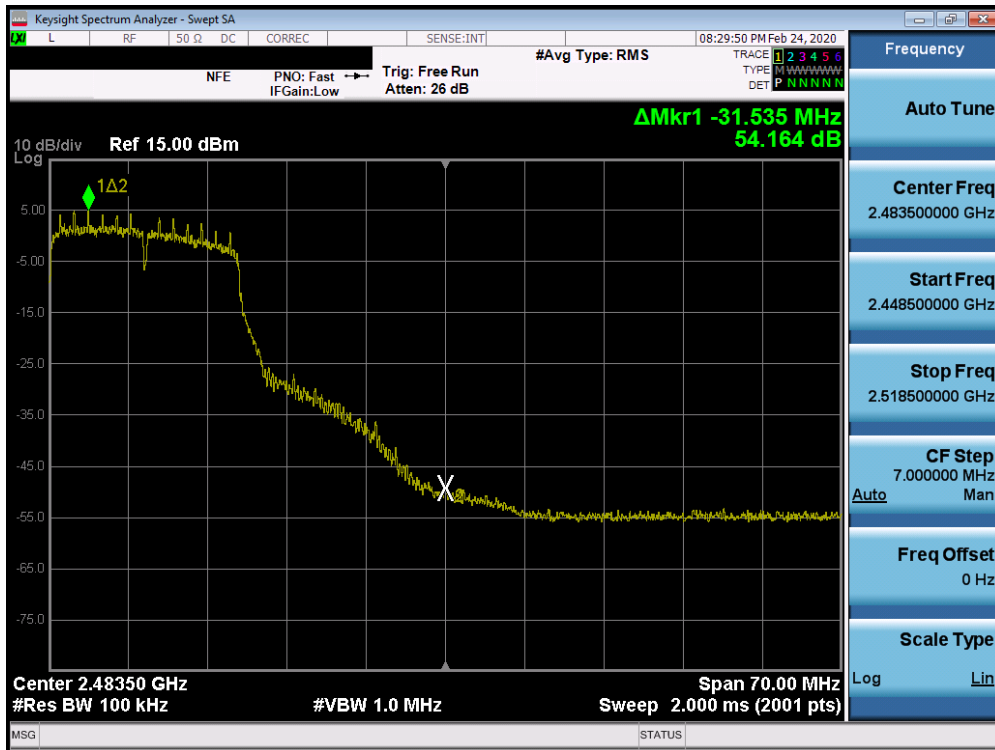 Keysight Spectrum Analyzer - Swept SA
LXI L RF 50 Ω DC CORREC SENSE:INT 08:29:50 PM Feb 24, 2020
NFE PNO: Fast Trig: Free Run #Avg Type: RMS TRACE 1 2 3 4 5 6
IFGain:Low Atten: 26 dB TYPE M W W W W W
DET P N N N N N
ΔMkr1 -31.535 MHz
54.164 dB
10 dB/div Ref 15.00 dBm
Log
1Δ2
5.00
-5.00
-15.0
-25.0
-35.0
-45.0
X
-55.0
-65.0
-75.0
Center 2.48350 GHz Span 70.00 MHz
#Res BW 100 kHz #VBW 1.0 MHz Sweep 2.000 ms (2001 pts)
MSG STATUS
Frequency
Auto Tune
Center Freq
2.483500000 GHz
Start Freq
2.448500000 GHz
Stop Freq
2.518500000 GHz
CF Step
7.000000 MHz
Auto Man
Freq Offset
0 Hz
Scale Type
Log Lin